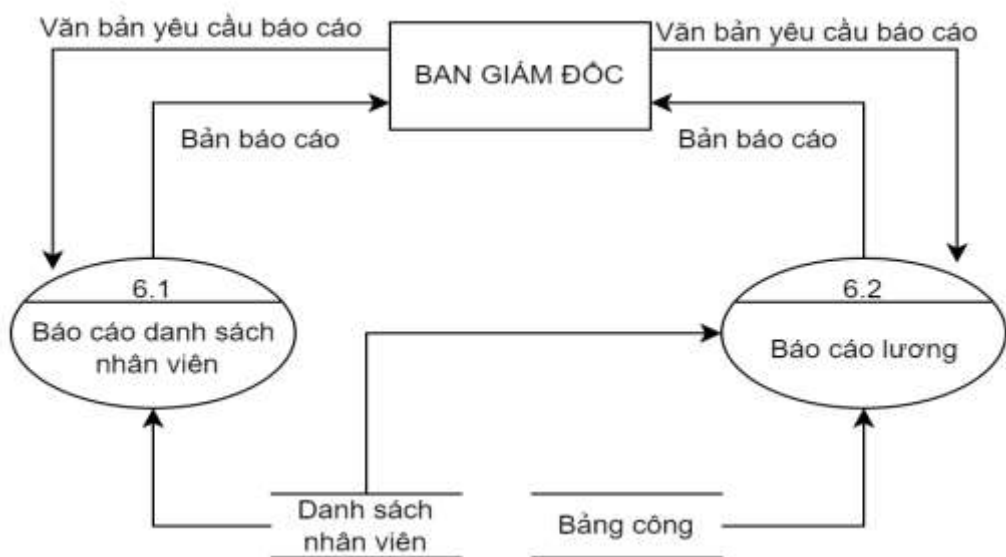 Văn bản yêu cầu báo cáo
Văn bản yêu cầu báo cáo
BAN GIÁM ĐỐC
Bản báo cáo
Bản báo cáo
6.1
Báo cáo danh sách
nhân viên
6.2
Báo cáo lương
Danh sách
nhân viên
Bảng công